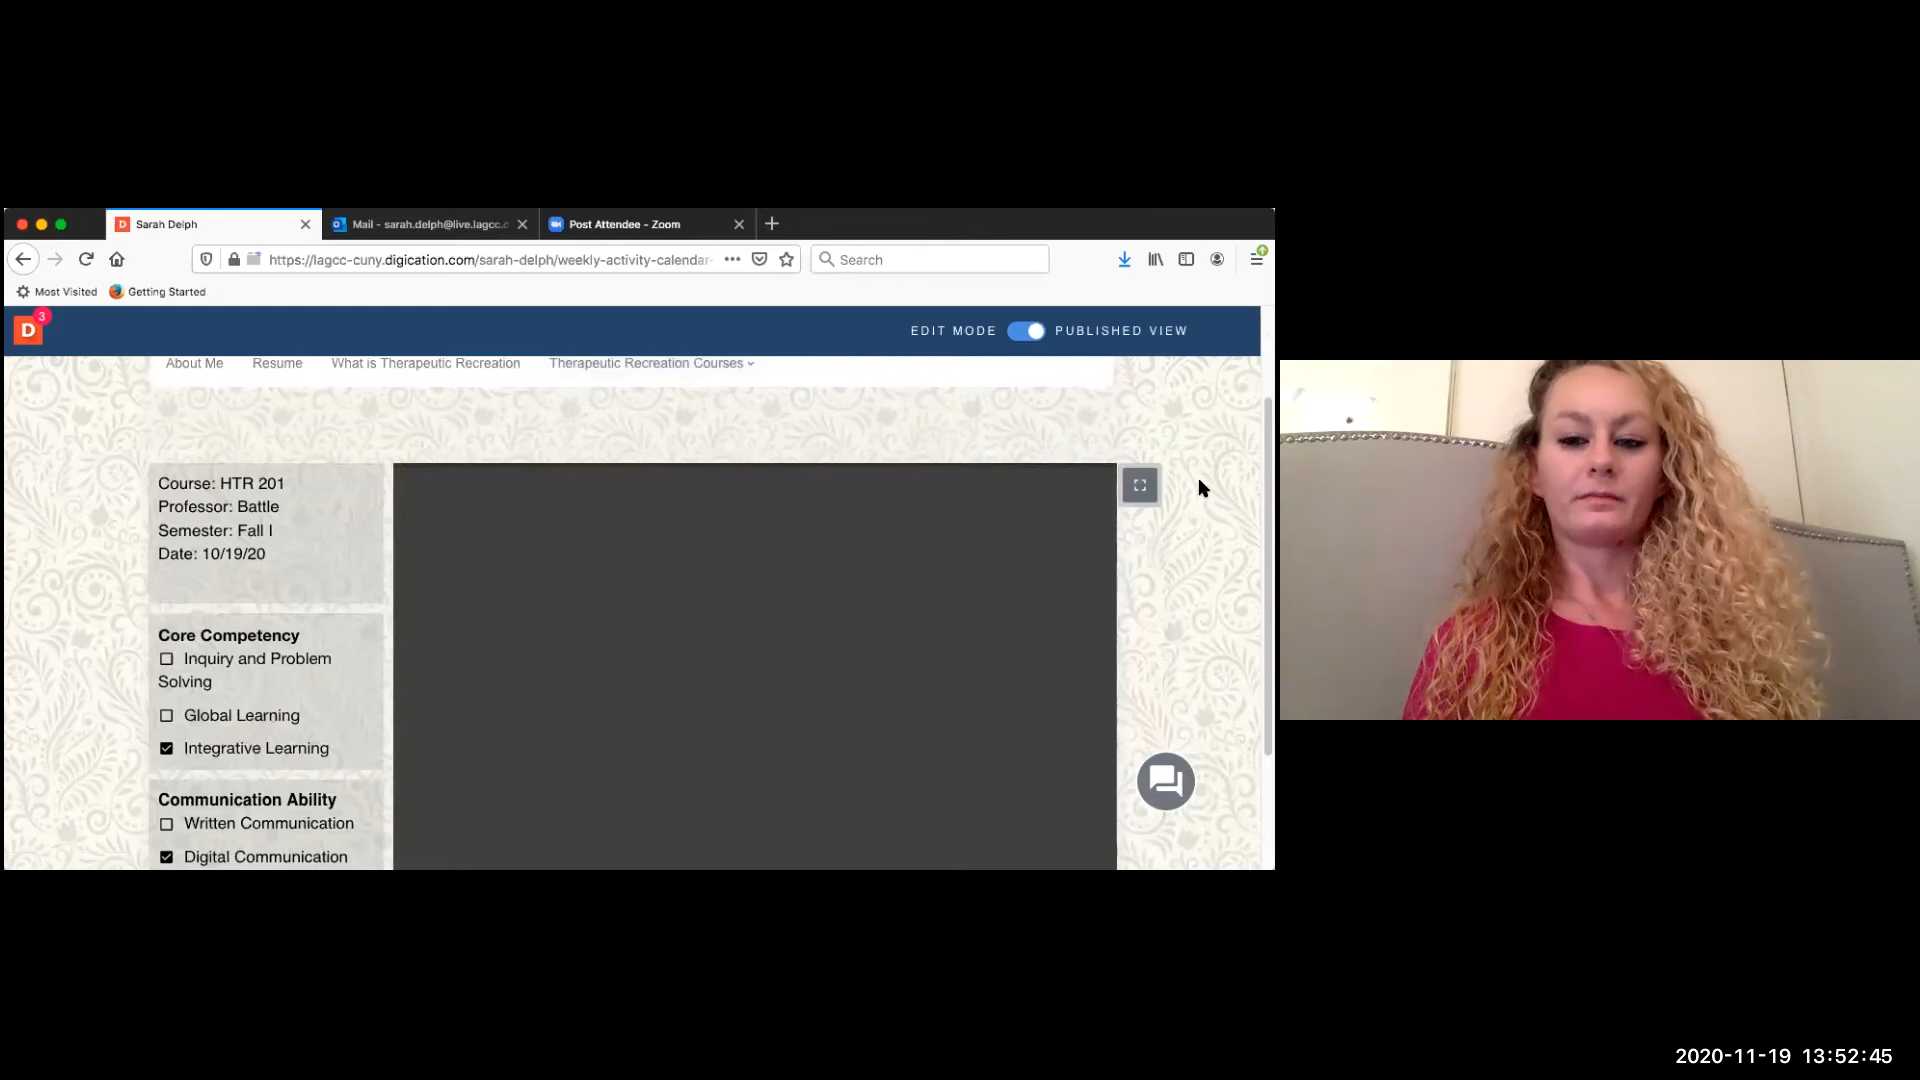 Sarah Delph
Mail - sarah.delph@live.lagcc.c
Post Attendee - Zoom
https://lagcc-cuny.digication.com/sarah-delph/weekly-activity-calendar-
Search
Most Visited
Getting Started
D
3
EDIT MODE
PUBLISHED VIEW
About Me
Resume
What is Therapeutic Recreation
Therapeutic Recreation Courses
Course: HTR 201
Professor: Battle
Semester: Fall I
Date: 10/19/20
Core Competency
Inquiry and Problem
Solving
Global Learning
Integrative Learning
Communication Ability
Written Communication
Digital Communication
2020-11-19 13:52:45